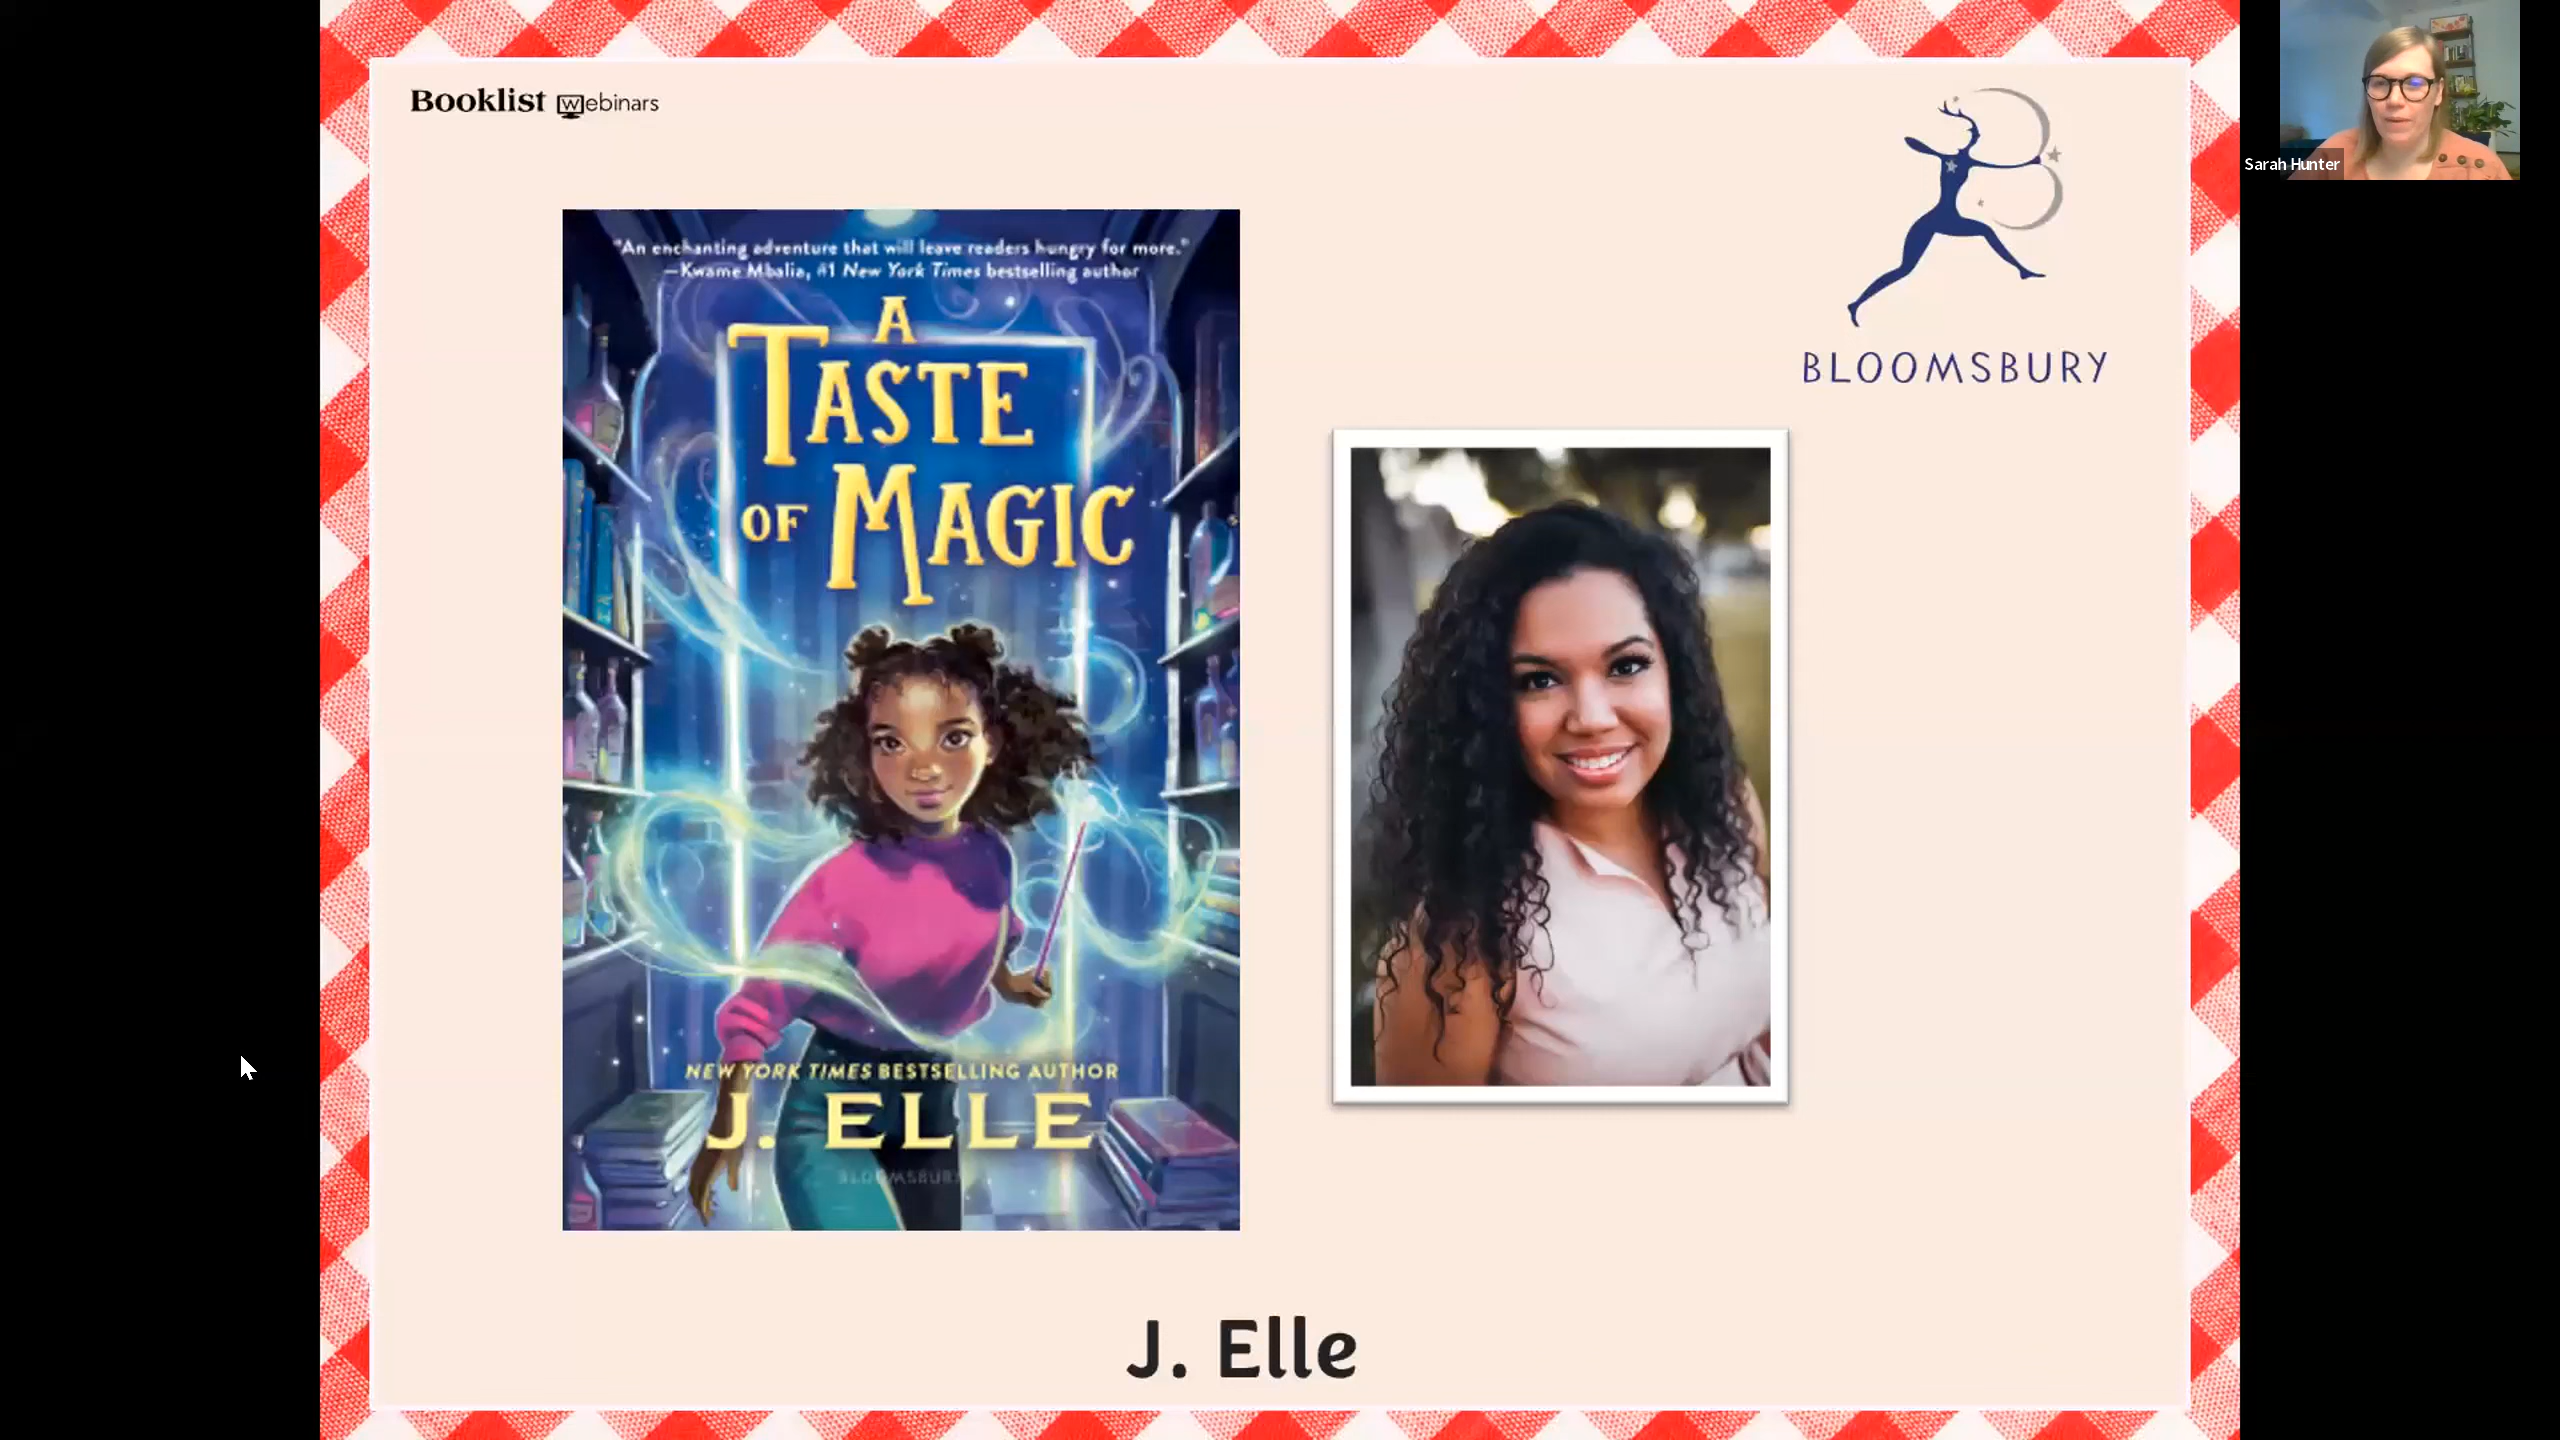 Booklist Webinars
Sarah Hunter
BLOOMSBURY
"An enchanting adventure that will leave readers hungry for more."
—Kwame Mbalia, #1 New York Times bestselling author
A
TASTE
OF MAGIC
NEW YORK TIMES BESTSELLING AUTHOR
J. ELLE
BLOOMSBURY
J. Elle